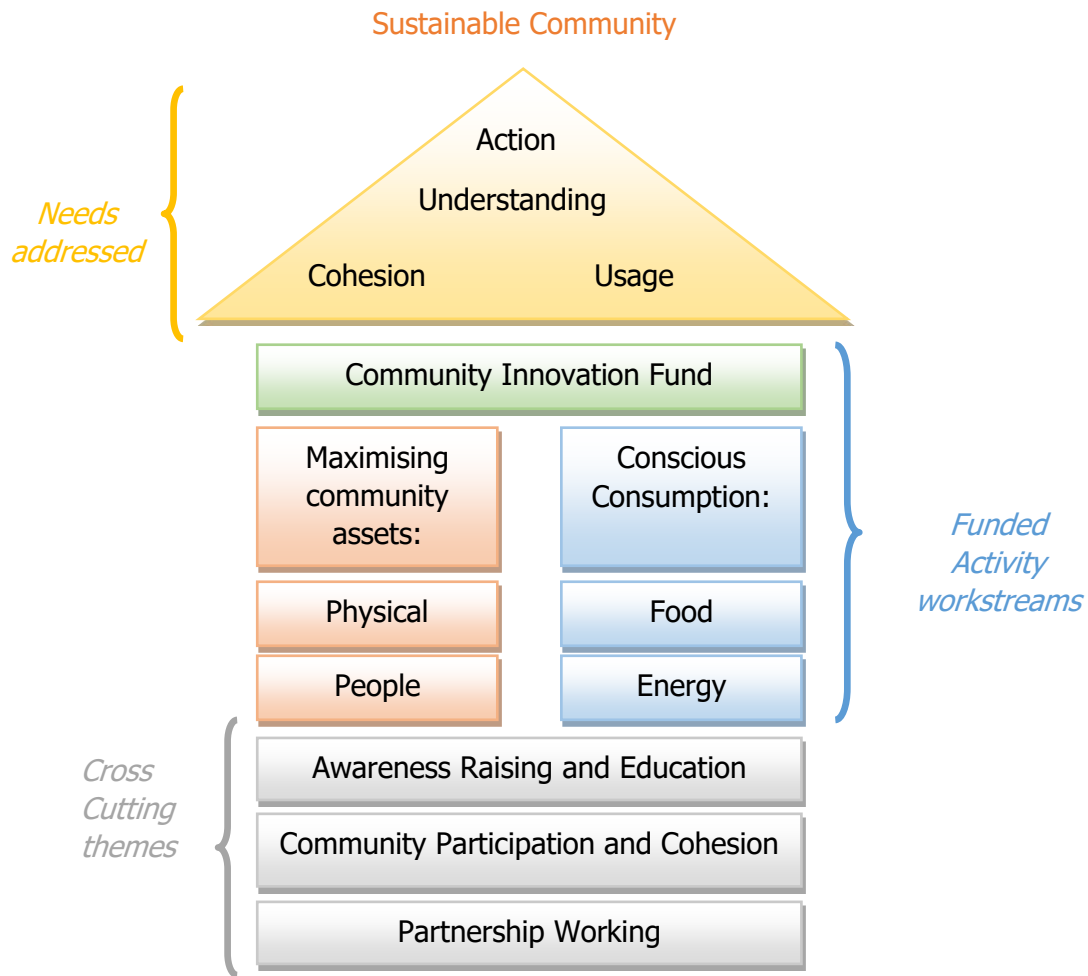 Sustainable Community
Action
Understanding
Cohesion
Usage
Needs
addressed
Community Innovation Fund
Maximising
community
assets:
Conscious
Consumption:
Physical
Food
People
Energy
Funded
Activity
workstreams
Awareness Raising and Education
Community Participation and Cohesion
Partnership Working
Cross
Cutting
themes